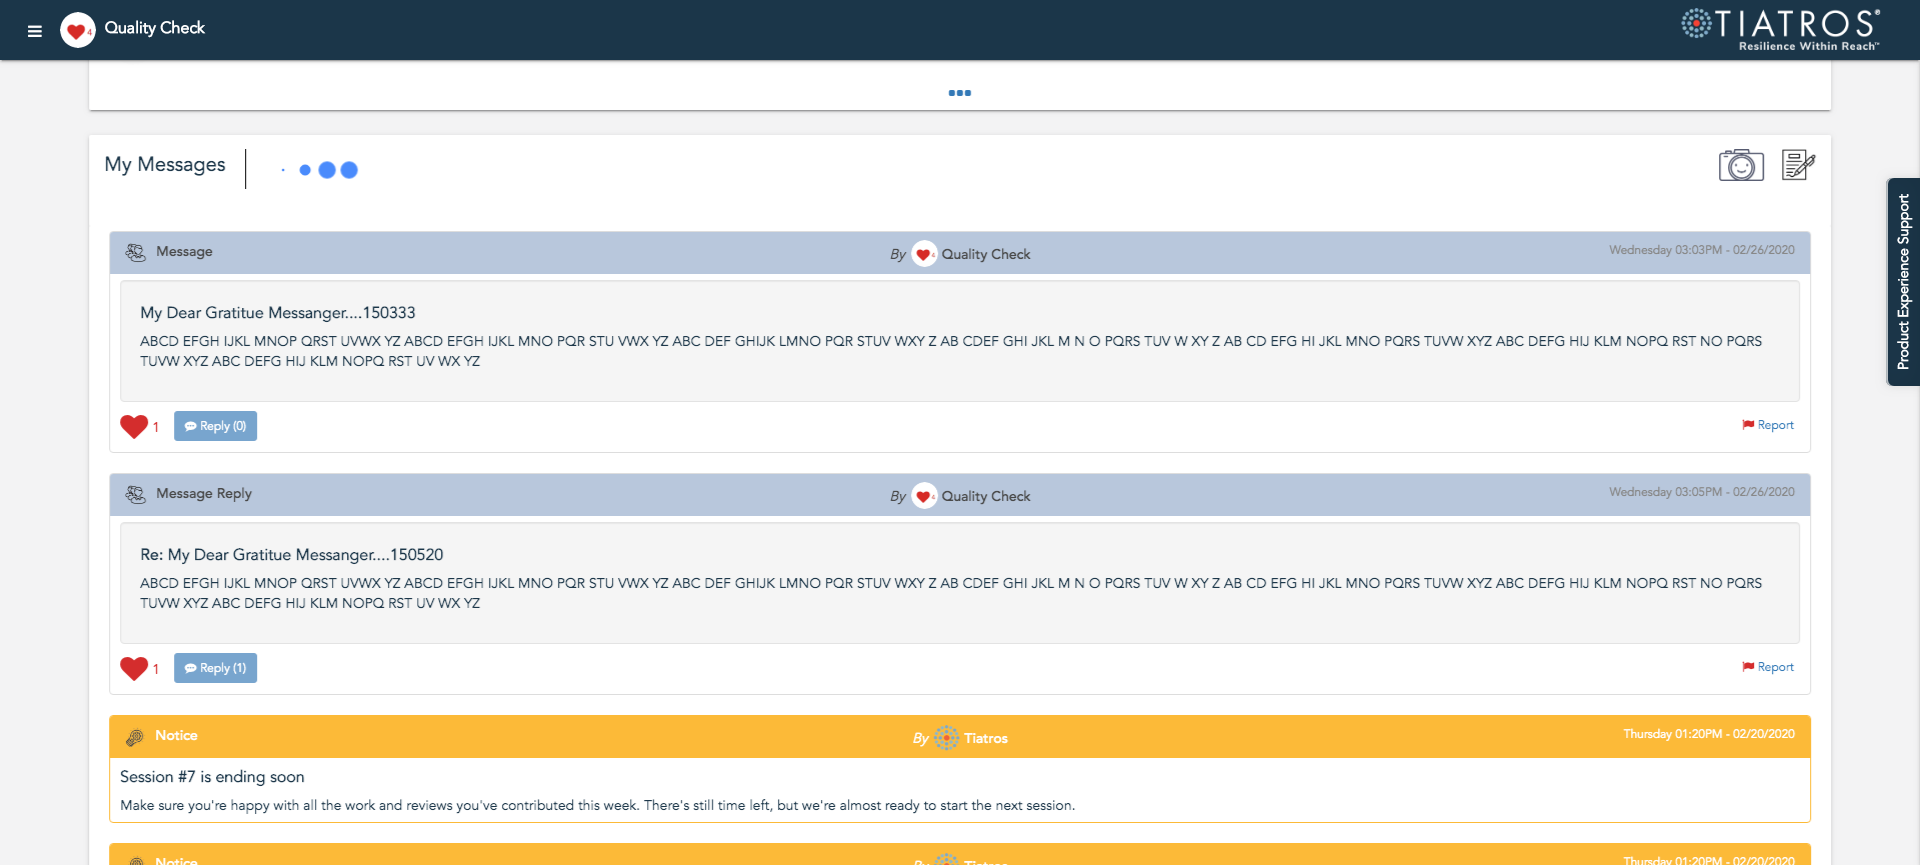 Quality Check
TIATROS®
Resilience Within Reach™
My Messages
Product Experience Support
Message
By Quality Check
Wednesday 03:03PM - 02/26/2020
My Dear Gratitue Messanger....150333
ABCD EFGH IJKL MNOP QRST UVWX YZ ABCD EFGH IJKL MNO PQR STU VWX YZ ABC DEF GHIJK LMNO PQR STUV WXY Z AB CDEF GHI JKL M N O PQRS TUV W XY Z AB CD EFG HI JKL MNO PQRS TUVW XYZ ABC DEFG HIJ KLM NOPQ RST NO PQRS
TUVW XYZ ABC DEFG HIJ KLM NOPQ RST UV WX YZ
1
Reply (0)
Report
Message Reply
By Quality Check
Wednesday 03:05PM - 02/26/2020
Re: My Dear Gratitue Messanger....150520
ABCD EFGH IJKL MNOP QRST UVWX YZ ABCD EFGH IJKL MNO PQR STU VWX YZ ABC DEF GHIJK LMNO PQR STUV WXY Z AB CDEF GHI JKL M N O PQRS TUV W XY Z AB CD EFG HI JKL MNO PQRS TUVW XYZ ABC DEFG HIJ KLM NOPQ RST NO PQRS
TUVW XYZ ABC DEFG HIJ KLM NOPQ RST UV WX YZ
1
Reply (1)
Report
Notice
By Tiatros
Thursday 01:20PM - 02/20/2020
Session #7 is ending soon
Make sure you're happy with all the work and reviews you've contributed this week. There's still time left, but we're almost ready to start the next session.
Notice
By Tiatros
Thursday 01:20PM - 02/20/2020